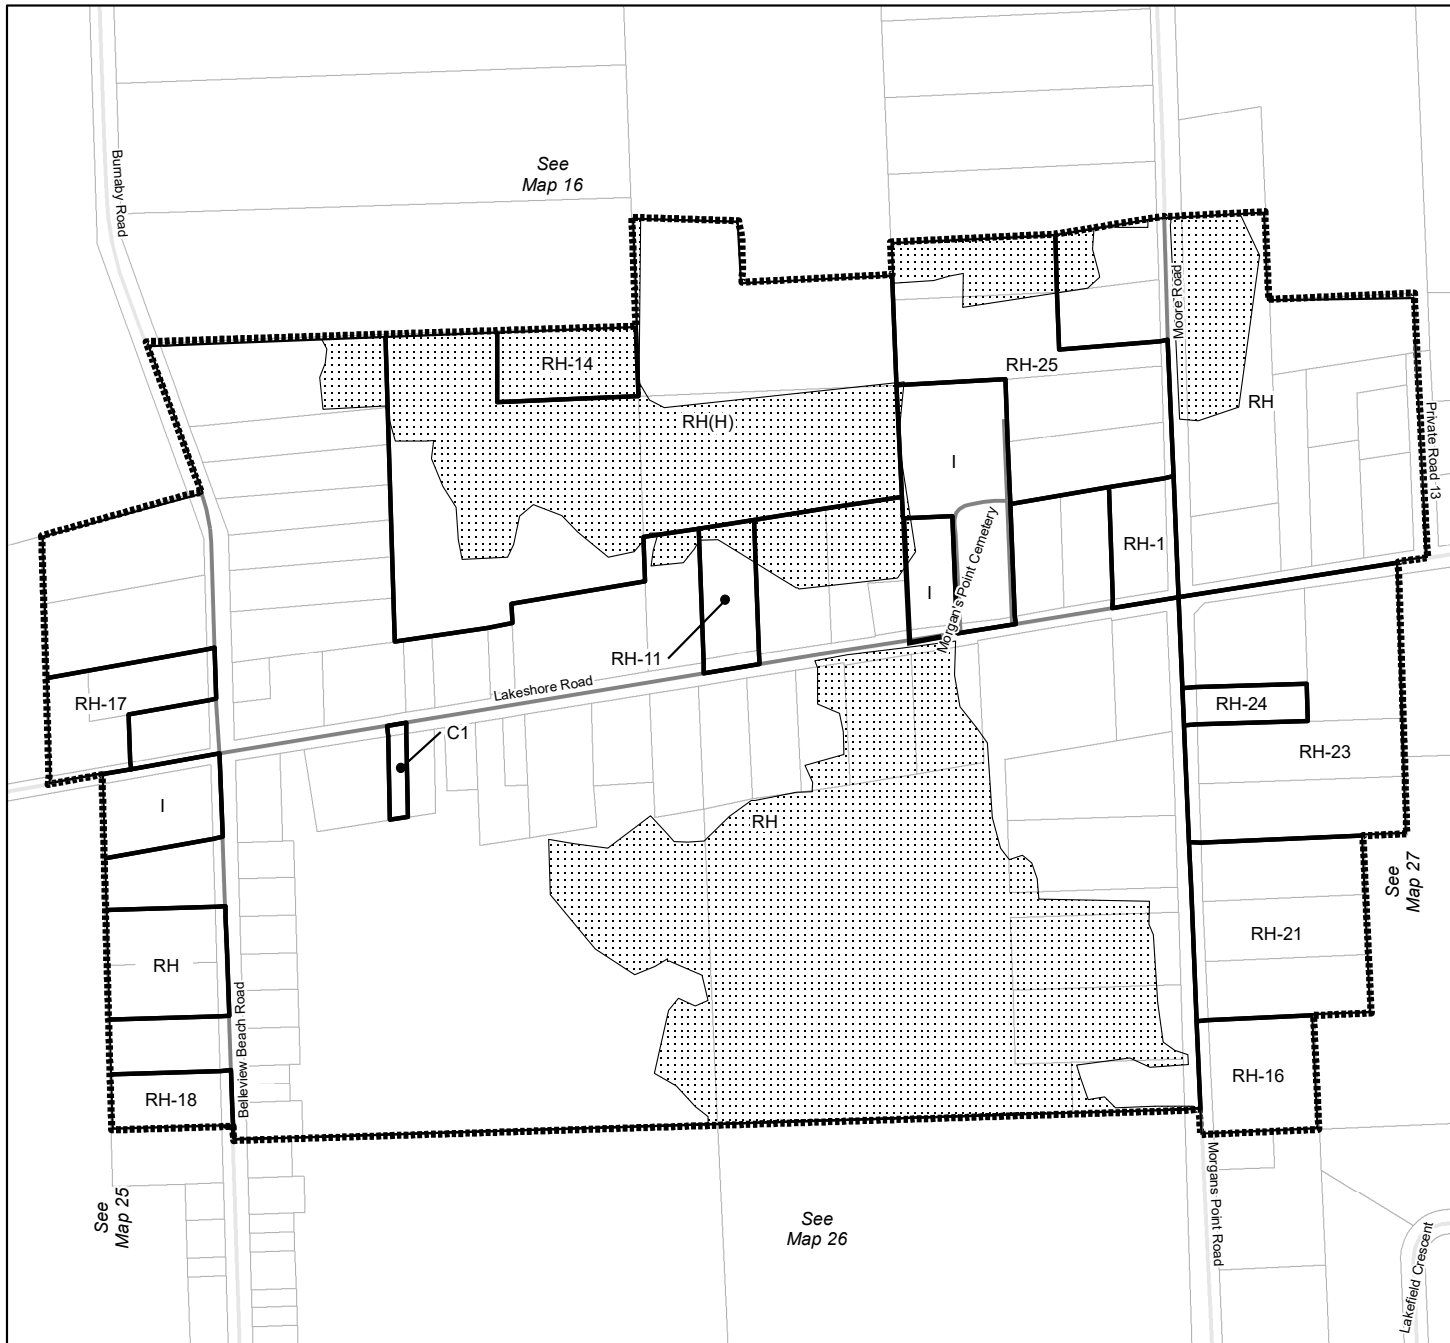 Burnaby Road
See
Map 16
Moore Road
RH-14
RH-25
RH(H)
RH
Private Road 13
I
Morgan's Point Cemetery
RH-1
I
RH-11
RH-17
Lakeshore Road
RH-24
C1
RH-23
I
RH
See
Map 27
RH-21
RH
Belleview Beach Road
RH-16
RH-18
See
Map 25
See
Map 26
Morgans Point Road
Lakefield Crescent